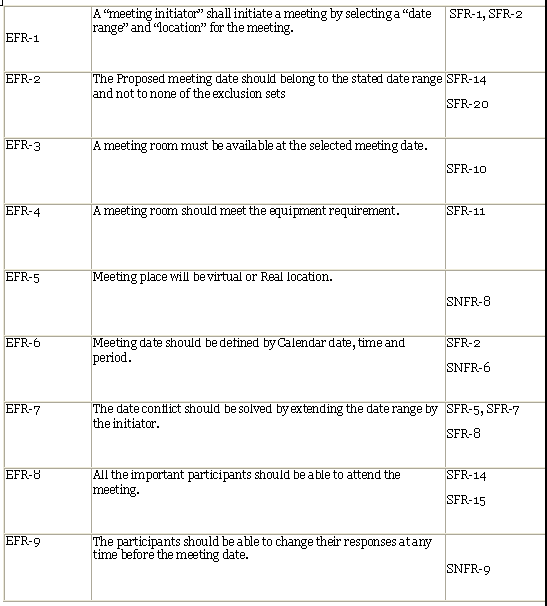 EFR-1
A “meeting initiator” shall initiate a meeting by selecting a “date
range” and “location” for the meeting.
SFR-1, SFR-2
EFR-2
The Proposed meeting date should belong to the stated date range
and not to none of the exclusion sets
SFR-14
SFR-20
EFR-3
A meeting room must be available at the selected meeting date.
SFR-10
EFR-4
A meeting room should meet the equipment requirement.
SFR-11
EFR-5
Meeting place will be virtual or Real location.
SNFR-8
EFR-6
Meeting date should be defined by Calendar date, time and
period.
SFR-2
SNFR-6
EFR-7
The date conflict should be solved by extending the date range by
the initiator.
SFR-5, SFR-7
SFR-8
EFR-8
All the important participants should be able to attend the
meeting.
SFR-14
SFR-15
EFR-9
The participants should be able to change their responses at any
time before the meeting date.
SNFR-9